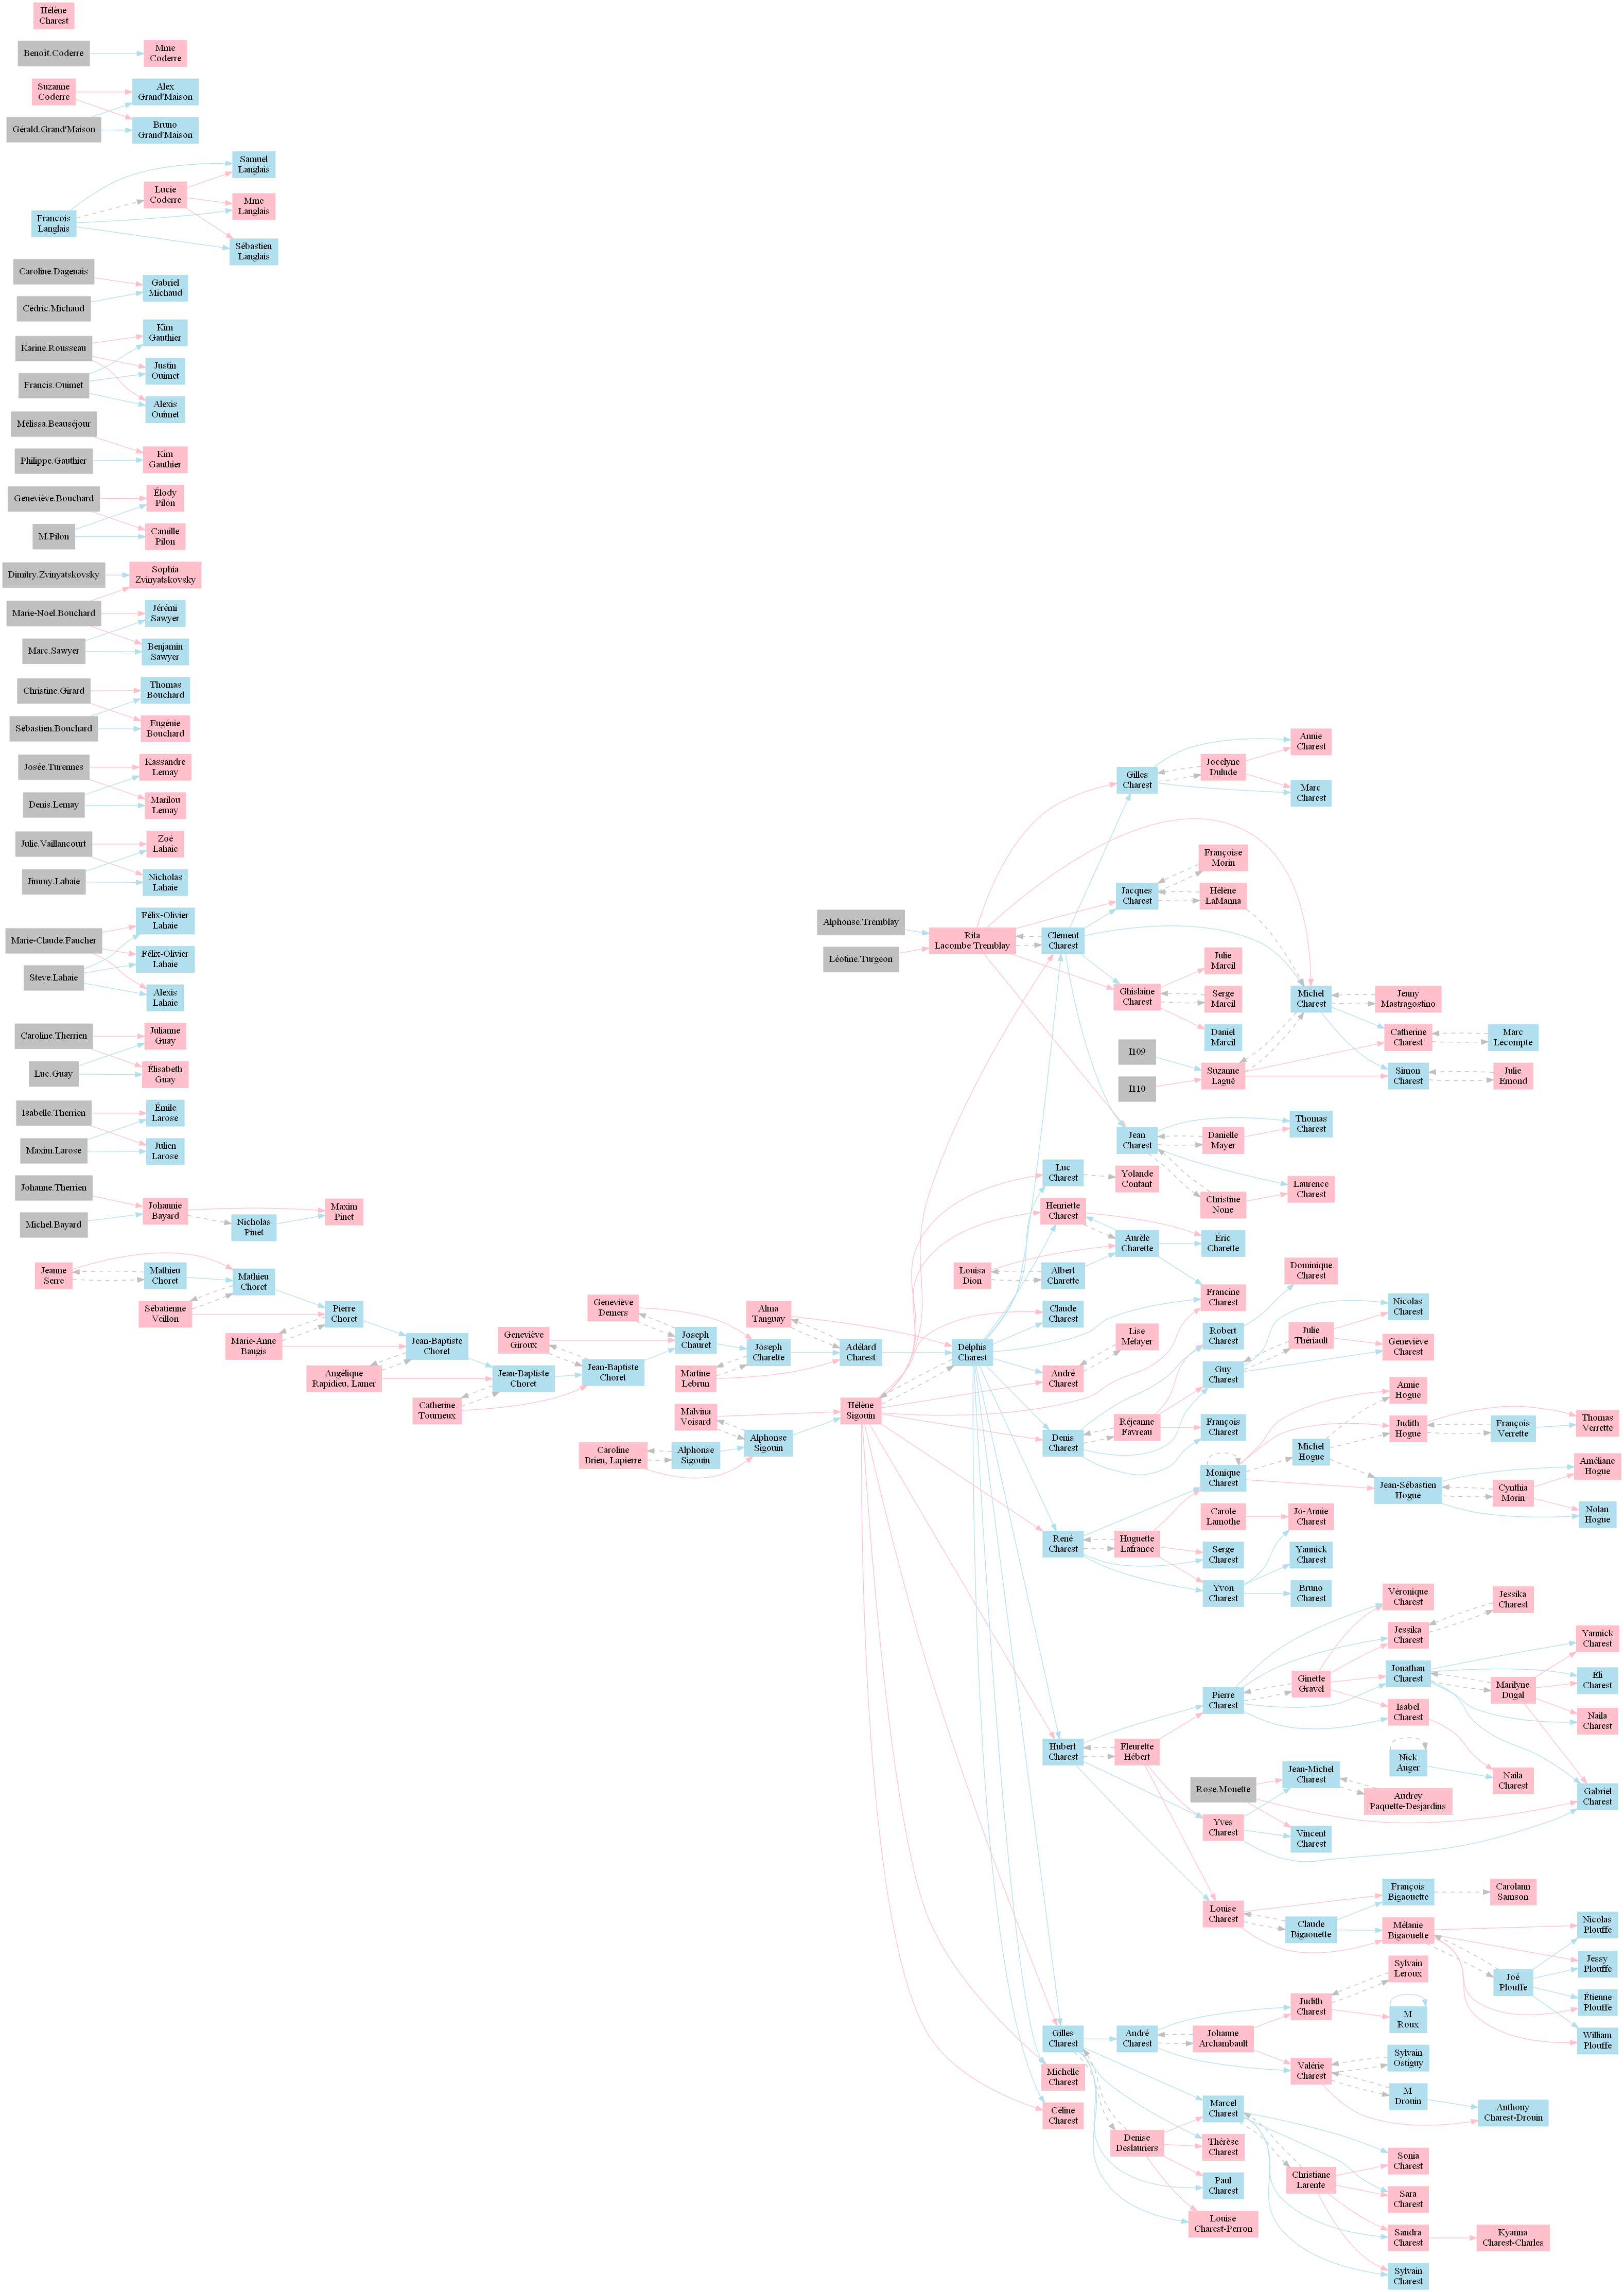 Hélène
Charest
Benoît.Coderre
Mme
Coderre
Suzanne
Coderre
Alex
Grand'Maison
Gérald.Grand'Maison
Bruno
Grand'Maison
Samuel
Langlais
Lucie
Coderre
Mme
Langlais
Francois
Langlais
Sébastien
Langlais
Caroline.Dagenais
Gabriel
Michaud
Cédric.Michaud
Kim
Gauthier
Karine.Rousseau
Justin
Ouimet
Francis.Ouimet
Alexis
Ouimet
Mélissa.Beauséjour
Kim
Gauthier
Philippe.Gauthier
Geneviève.Bouchard
Élody
Pilon
M.Pilon
Camille
Pilon
Dimitry.Zvinyatskovsky
Sophia
Zvinyatskovsky
Marie-Noel.Bouchard
Jérémi
Sawyer
Marc.Sawyer
Benjamin
Sawyer
Christine.Girard
Thomas
Bouchard
Sébastien.Bouchard
Eugénie
Bouchard
Josée.Turennes
Kassandre
Lemay
Denis.Lemay
Marilou
Lemay
Julie.Vaillancourt
Zoé
Lahaie
Jimmy.Lahaie
Nicholas
Lahaie
Félix-Olivier
Lahaie
Marie-Claude.Faucher
Félix-Olivier
Lahaie
Steve.Lahaie
Alexis
Lahaie
Caroline.Therrien
Julianne
Guay
Luc.Guay
Élisabeth
Guay
Isabelle.Therrien
Émile
Larose
Maxim.Larose
Julien
Larose
Johanne.Therrien
Johannie
Bayard
Michel.Bayard
Nicholas
Pinet
Maxim
Pinet
Jeanne
Serre
Mathieu
Choret
Mathieu
Choret
Sébatienne
Veillon
Pierre
Choret
Marie-Anne
Baugis
Jean-Baptiste
Choret
Angélique
Rapidieu, Lamer
Jean-Baptiste
Choret
Catherine
Tourneux
Geneviève
Giroux
Jean-Baptiste
Choret
Geneviève
Demers
Joseph
Chauret
Martine
Lebrun
Joseph
Charette
Alma
Tanguay
Adélard
Charest
Malvina
Voisard
Caroline
Brien, Lapierre
Alphonse
Sigouin
Alphonse
Sigouin
Hélène
Sigouin
Delphis
Charest
Alphonse.Tremblay
Léotine.Turgeon
Rita
Lacombe Tremblay
Clément
Charest
Gilles
Charest
Jocelyne
Dulude
Annie
Charest
Marc
Charest
Françoise
Morin
Jacques
Charest
Hélène
LaManna
Julie
Marcil
Ghislaine
Charest
Serge
Marcil
Daniel
Marcil
Michel
Charest
Jenny
Mastragostino
I109
I110
Suzanne
Laguë
Catherine
Charest
Marc
Lecompte
Simon
Charest
Julie
Emond
Jean
Charest
Danielle
Mayer
Thomas
Charest
Christine
None
Laurence
Charest
Luc
Charest
Yolande
Contant
Henriette
Charest
Aurèle
Charette
Éric
Charette
Louisa
Dion
Albert
Charette
Francine
Charest
Claude
Charest
Dominique
Charest
Robert
Charest
Nicolas
Charest
Lise
Métayer
Julie
Thériault
Geneviève
Charest
André
Charest
Guy
Charest
Denis
Charest
Réjeanne
Favreau
François
Charest
Annie
Hogue
Judith
Hogue
François
Verrette
Thomas
Verrette
Michel
Hogue
Monique
Charest
Jean-Sébastien
Hogue
Cynthia
Morin
Améliane
Hogue
Nolan
Hogue
Carole
Lamothe
Jo-Annie
Charest
René
Charest
Huguette
Lafrance
Serge
Charest
Yannick
Charest
Yvon
Charest
Bruno
Charest
Véronique
Charest
Jessika
Charest
Jessika
Charest
Pierre
Charest
Ginette
Gravel
Jonathan
Charest
Marilyne
Dugal
Yannick
Charest
Éli
Charest
Naila
Charest
Isabel
Charest
Hubert
Charest
Fleurette
Hébert
Nick
Auger
Naila
Charest
Rose.Monette
Jean-Michel
Charest
Audrey
Paquette-Desjardins
Gabriel
Charest
Yves
Charest
Vincent
Charest
Louise
Charest
Claude
Bigaouette
François
Bigaouette
Carolann
Samson
Mélanie
Bigaouette
Joé
Plouffe
Nicolas
Plouffe
Jessy
Plouffe
Étienne
Plouffe
William
Plouffe
Sylvain
Leroux
Judith
Charest
M
Roux
Gilles
Charest
André
Charest
Johanne
Archambault
Valérie
Charest
Sylvain
Ostiguy
M
Drouin
Anthony
Charest-Drouin
Michelle
Charest
Céline
Charest
Marcel
Charest
Denise
Deslauriers
Thérèse
Charest
Paul
Charest
Louise
Charest-Perron
Christiane
Larente
Sonia
Charest
Sara
Charest
Sandra
Charest
Kyanna
Charest-Charles
Sylvain
Charest